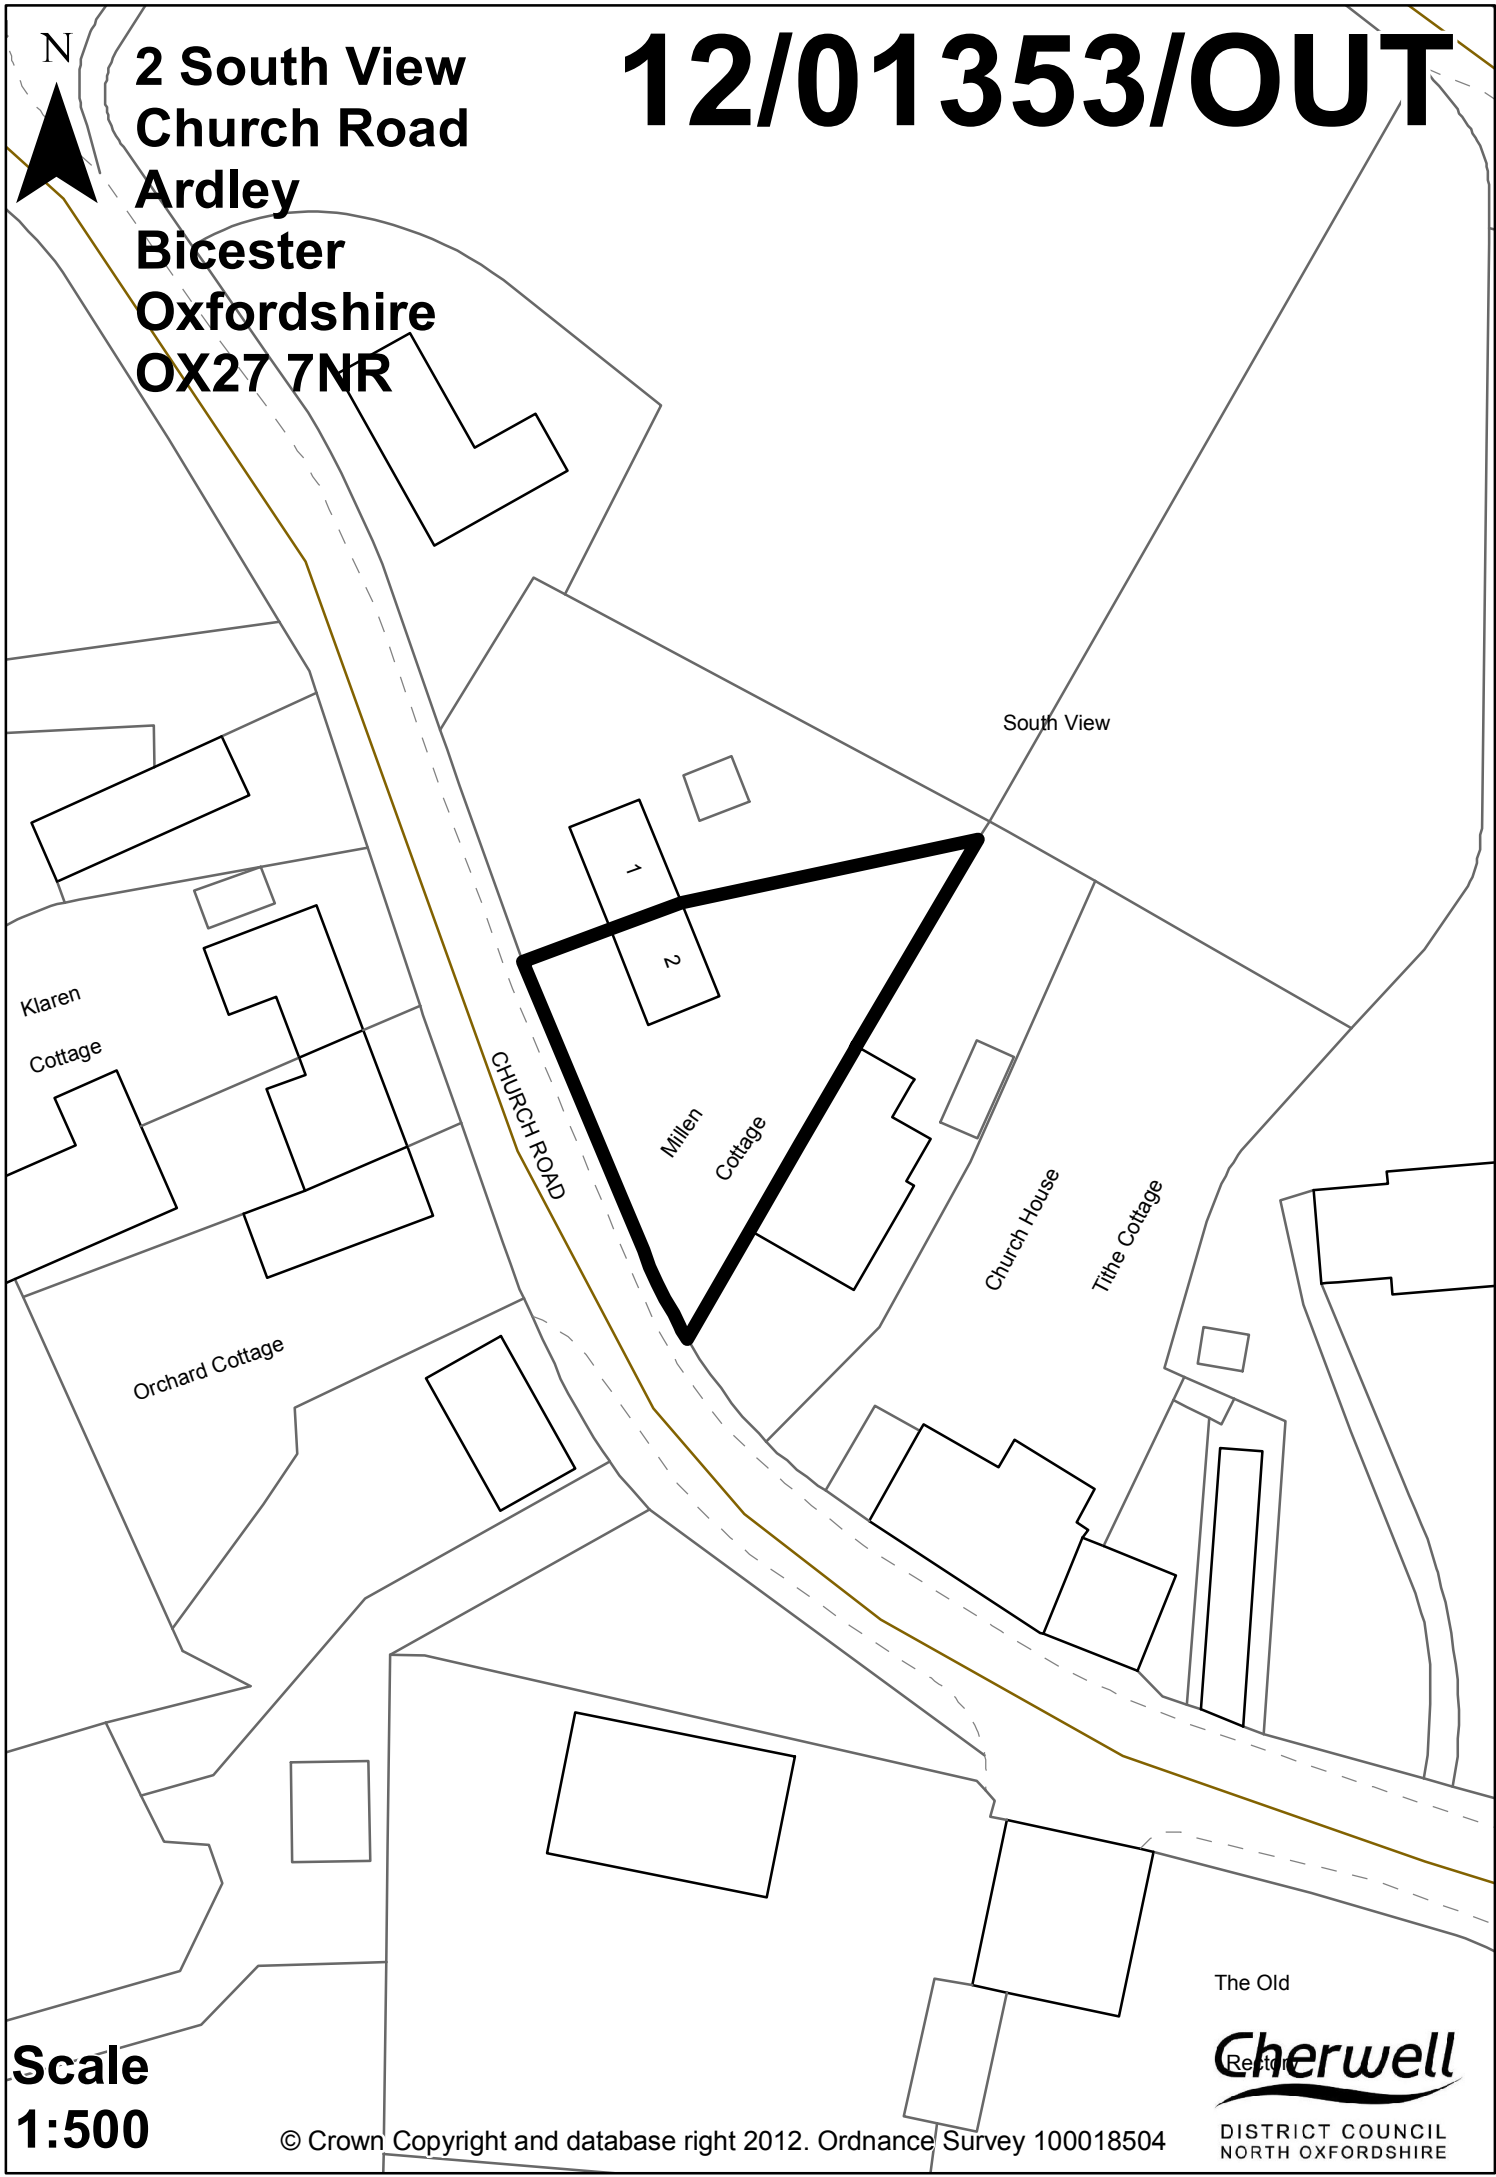 N
12/01353/OUT
2 South View
Church Road
Ardley
Bicester
Oxfordshire
OX27 7NR
South View
1
2
Klaren
Cottage
CHURCH ROAD
Millen
Cottage
Church House
Tithe Cottage
Orchard Cottage
The Old
Rectory
Scale
1:500
© Crown Copyright and database right 2012. Ordnance Survey 100018504
Cherwell
DISTRICT COUNCIL
NORTH OXFORDSHIRE